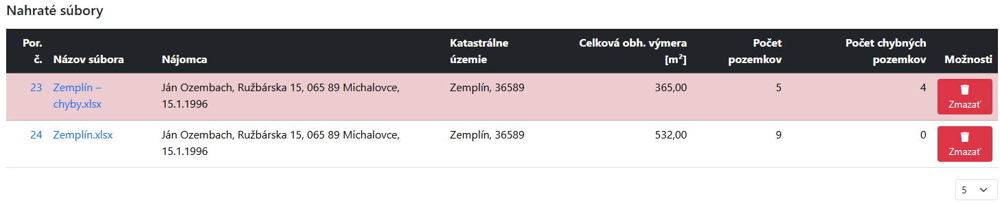 Nahraté súbory
Por. č. Názov súbora Nájomca Katastrálne územie Celková obh. výmera [m²] Počet pozemkov Počet chybných pozemkov Možnosti
23 Zemplín – Ján Ozembach, Ružbárska 15, 065 89 Michalovce, Zemplín, 36589 365,00 5 4
chyby.xlsx 15.1.1996 Zmazať
24 Zemplín.xlsx Ján Ozembach, Ružbárska 15, 065 89 Michalovce, Zemplín, 36589 532,00 9 0
15.1.1996 Zmazať
5